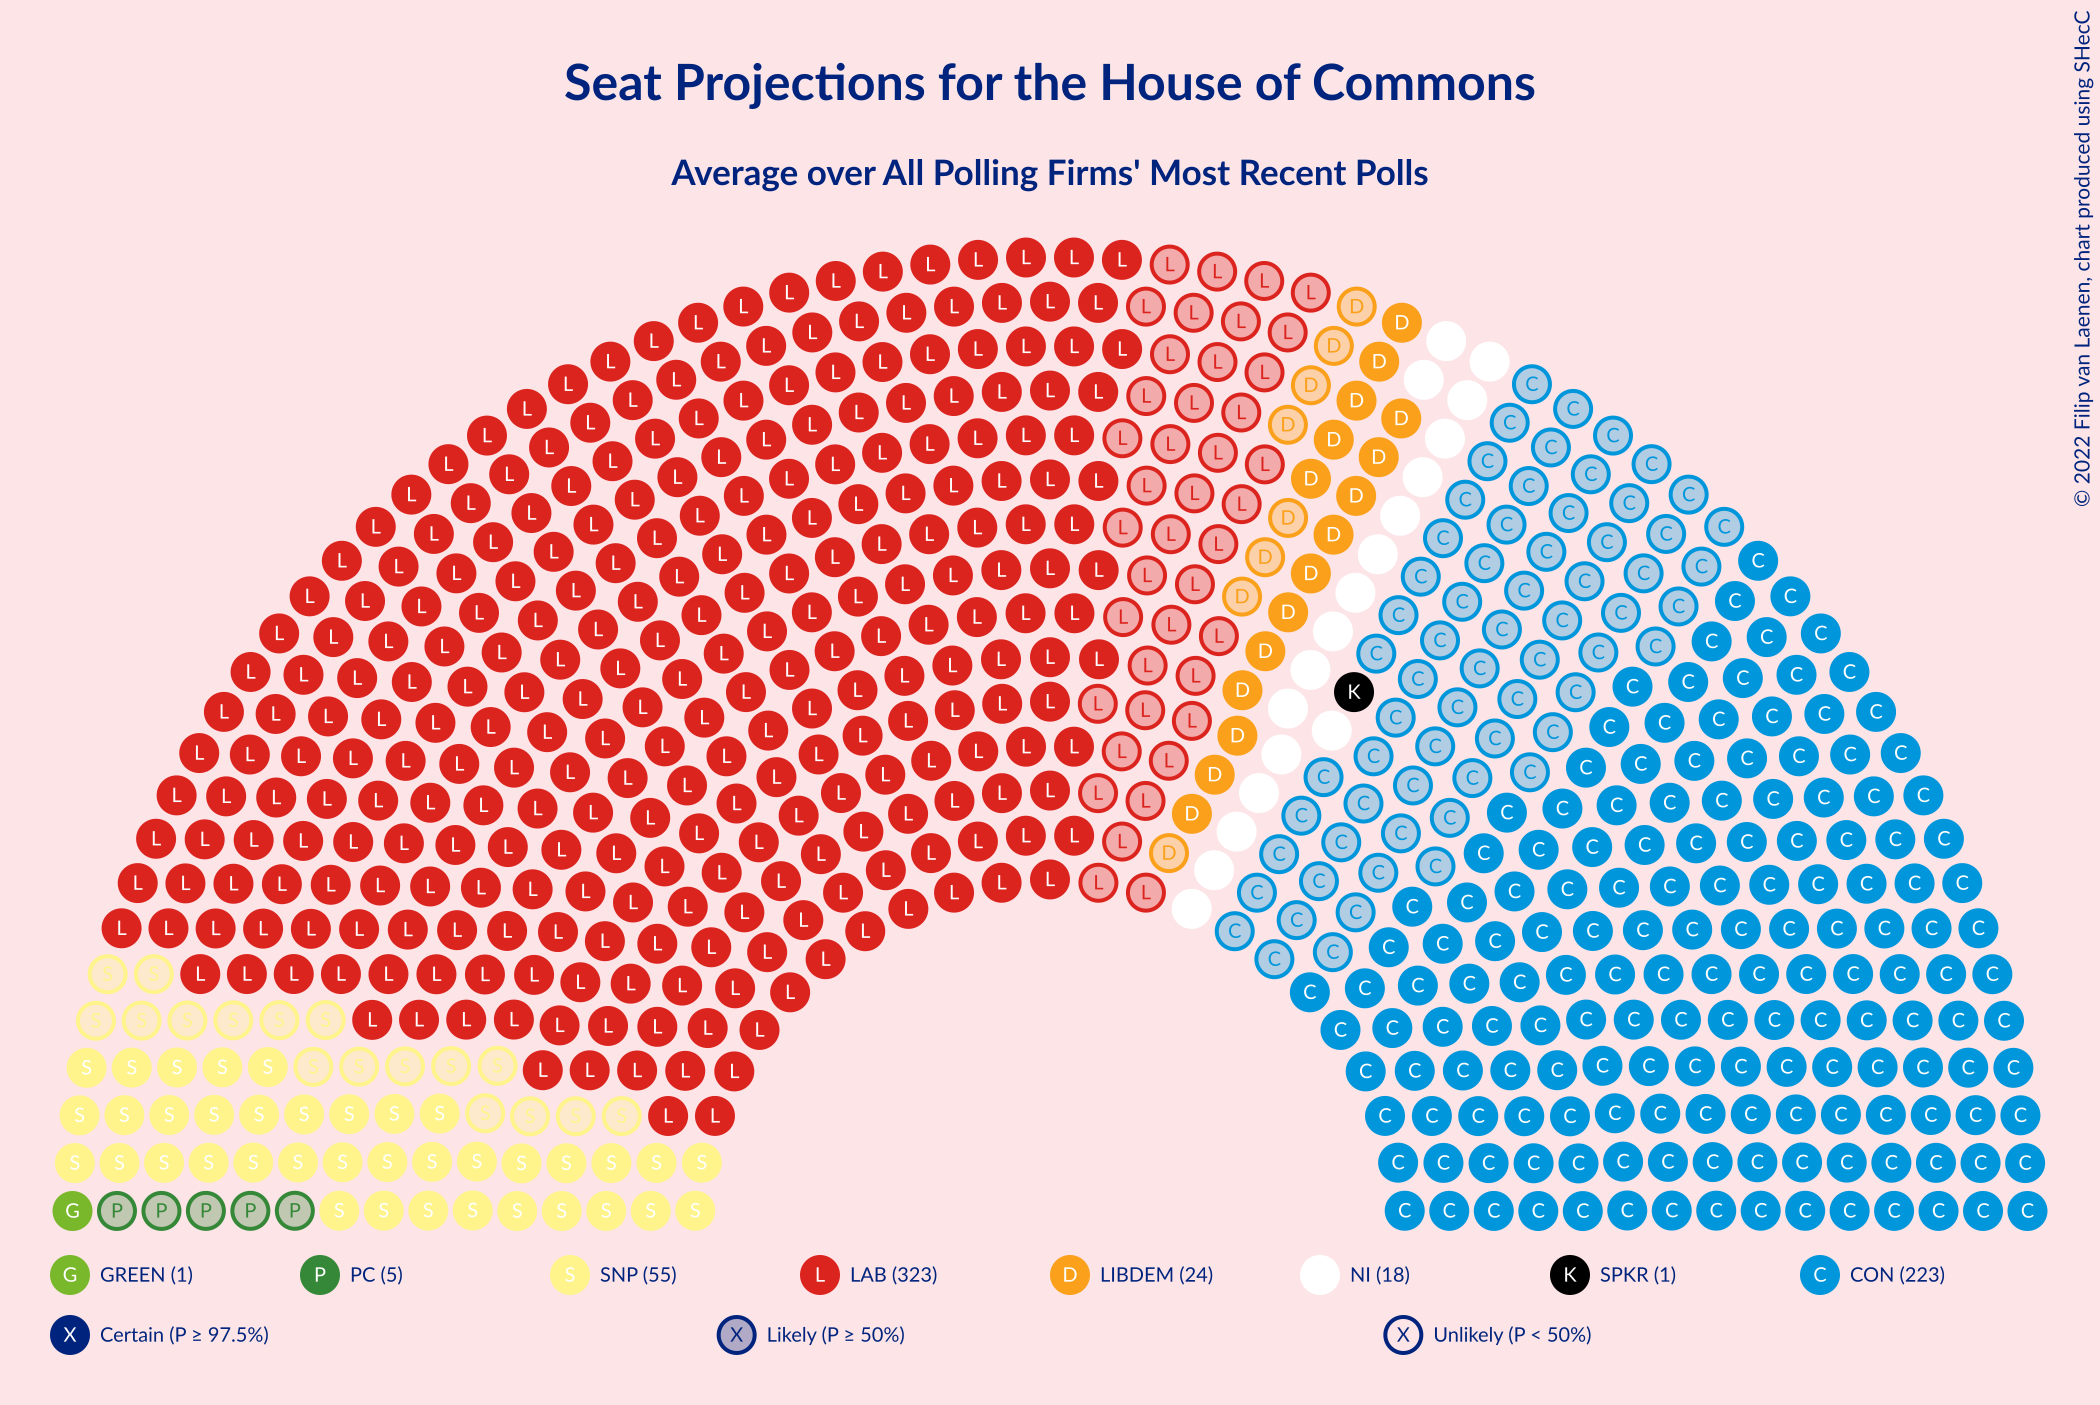 Seat Projections for the House of Commons
Average over All Polling Firms' Most Recent Polls
© 2022 Filip van Laenen, chart produced using SHecC
G GREEN (1)
P PC (5)
S SNP (55)
L LAB (323)
D LIBDEM (24)
NI (18)
K SPKR (1)
C CON (223)
X Certain (P ≥ 97.5%)
X Likely (P ≥ 50%)
X Unlikely (P < 50%)